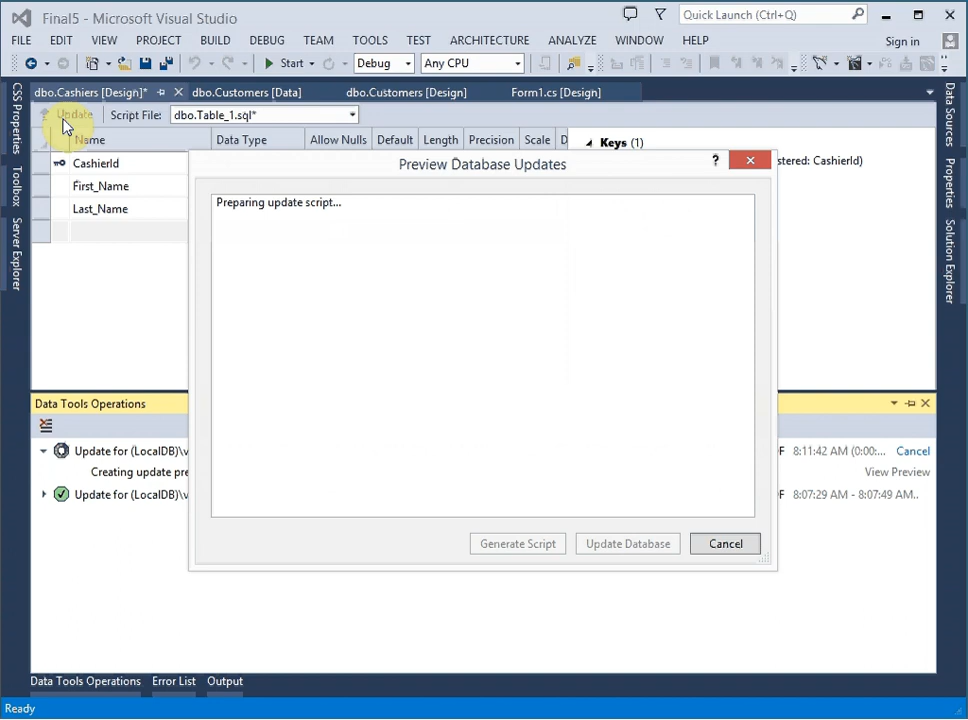 Final5 - Microsoft Visual Studio
Quick Launch (Ctrl+Q)
FILE EDIT VIEW PROJECT BUILD DEBUG TEAM TOOLS TEST ARCHITECTURE ANALYZE WINDOW HELP Sign in
Start Debug Any CPU
dbo.Cashiers [Design]* dbo.Customers [Data] dbo.Customers [Design] Form1.cs [Design]
Update Script File: dbo.Table_1.sql*
Name Data Type Allow Nulls Default Length Precision Scale D
Keys (1)
stered: CashierId)
CashierId
First_Name
Last_Name
CSS Properties
Toolbox
Server Explorer
Data Sources
Properties
Solution Explorer
Preview Database Updates
?
Preparing update script...
Generate Script Update Database Cancel
Data Tools Operations
Update for (LocalDB)\v
F 8:11:42 AM (0:00:... Cancel
Creating update pre
View Preview
Update for (LocalDB)\v
F 8:07:29 AM - 8:07:49 AM..
Data Tools Operations Error List Output
Ready